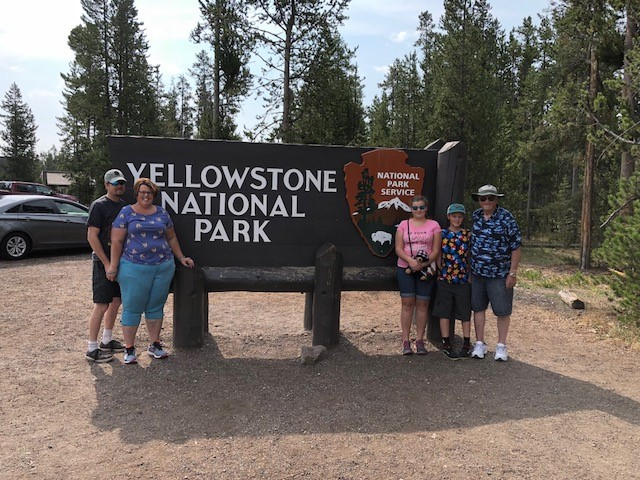 YELLOWSTONE
NATIONAL
PARK
NATIONAL
PARK
SERVICE